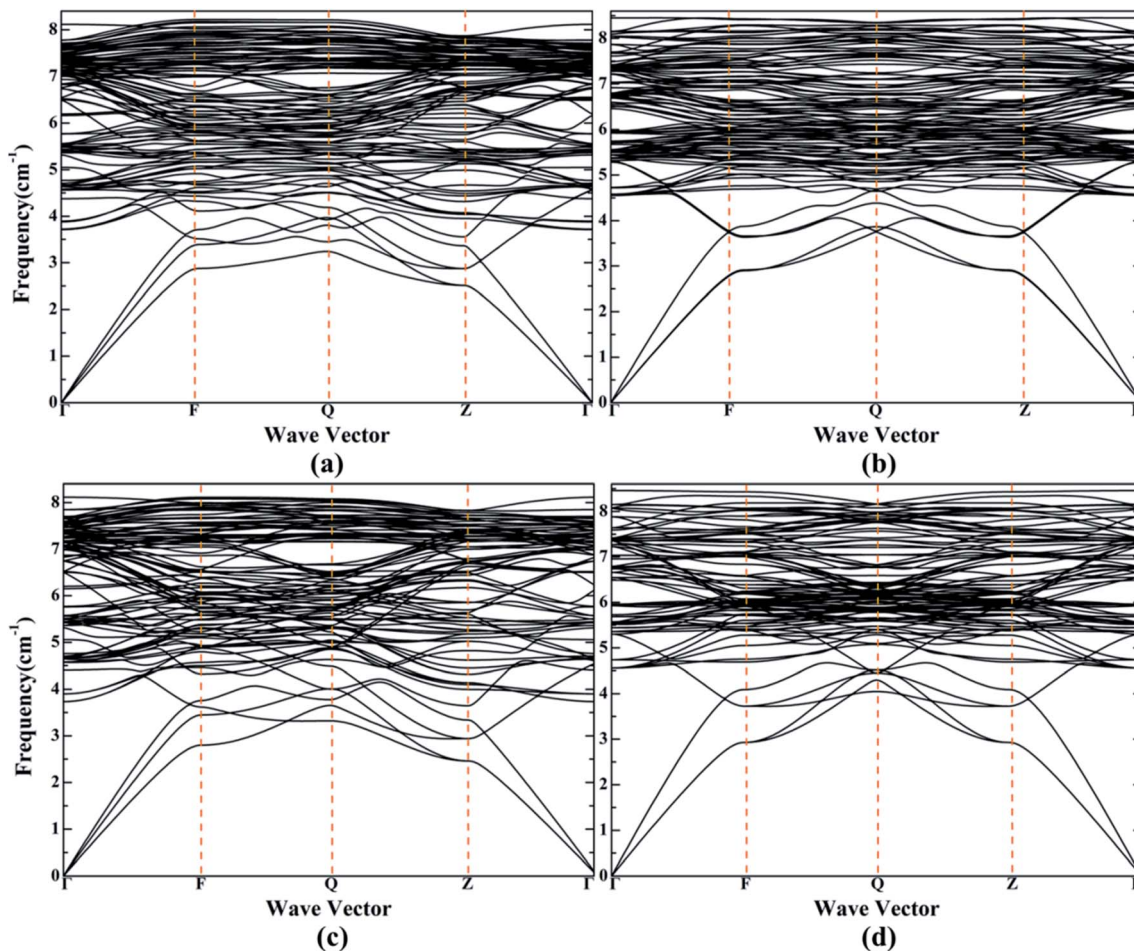 8
7
6
5
4
3
2
1
0
Frequency(cm-1)
Γ F Q Z Γ
Wave Vector
(a)
8
7
6
5
4
3
2
1
0
Γ F Q Z Γ
Wave Vector
(b)
8
7
6
5
4
3
2
1
0
Frequency(cm-1)
Γ F Q Z Γ
Wave Vector
(c)
8
7
6
5
4
3
2
1
0
Γ F Q Z Γ
Wave Vector
(d)